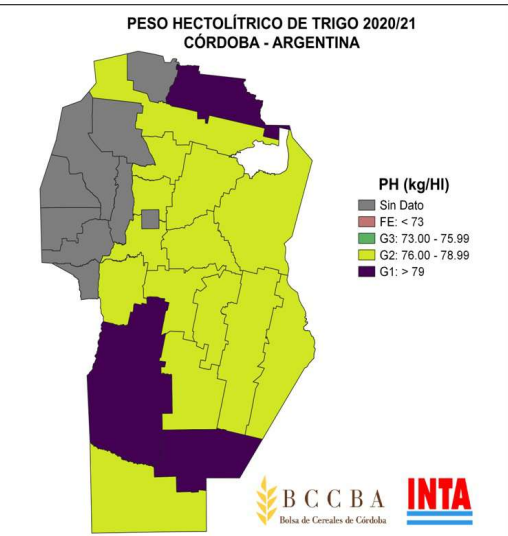 PESO HECTOLÍTRICO DE TRIGO 2020/21
CÓRDOBA - ARGENTINA
PH (kg/Hl)
Sin Dato
FE: < 73
G3: 73.00 - 75.99
G2: 76.00 - 78.99
G1: > 79
BCCBA
Bolsa de Cereales de Córdoba
INTA